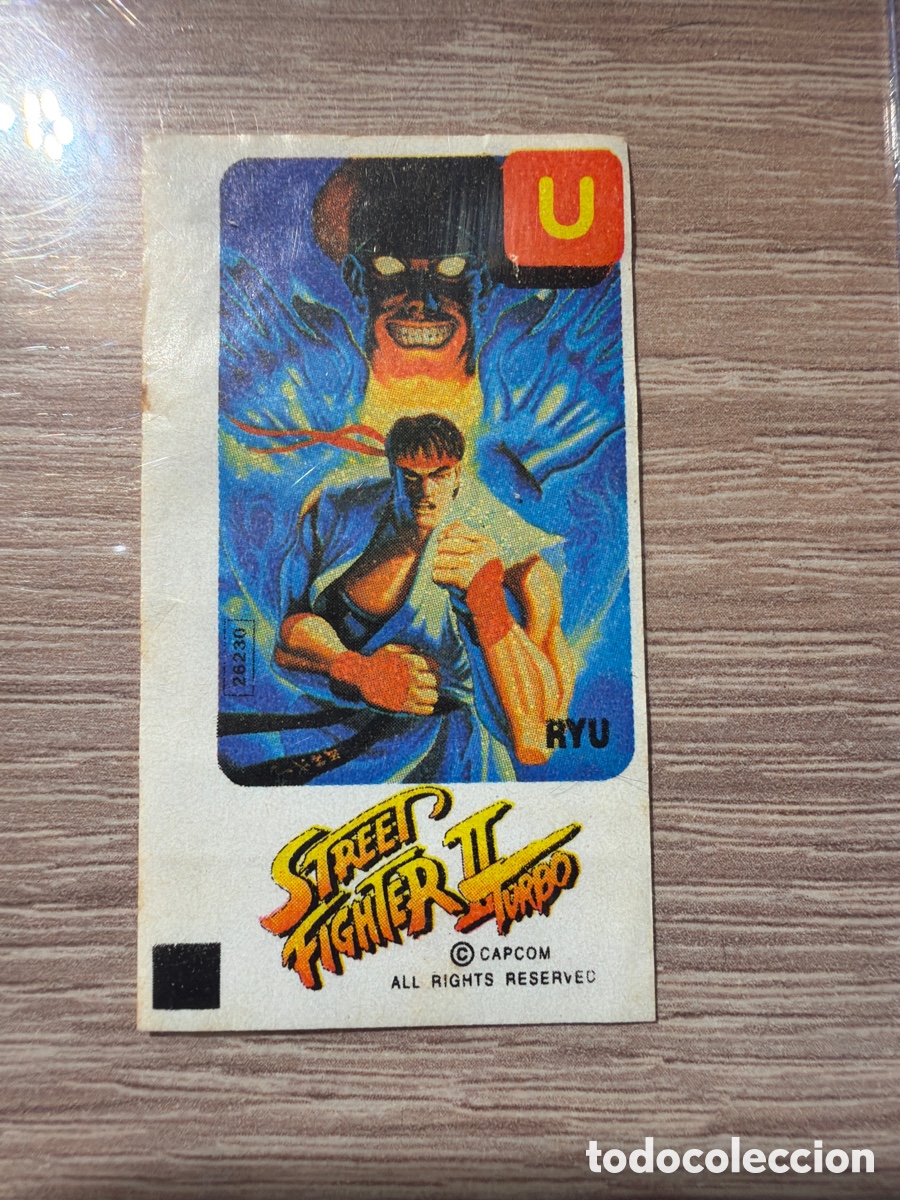 U
26230
RYU
STREET
FIGHTER II
TURBO
© CAPCOM
ALL RIGHTS RESERVED
todocoleccion